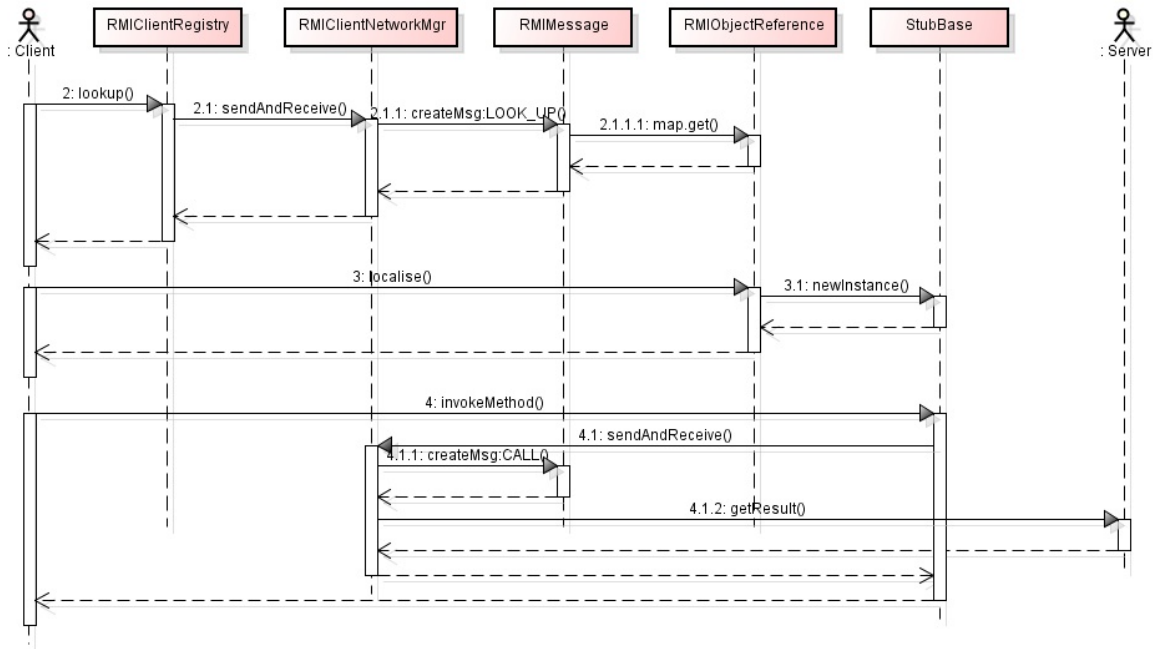 RMIClientRegistry
RMIClientNetworkMgr
RMIMessage
RMIObjectReference
StubBase
: Client
: Server
2: lookup()
2.1: sendAndReceive()
2.1.1: createMsg:LOOK_UP()
2.1.1.1: map.get()
3: localise()
3.1: newInstance()
4: invokeMethod()
4.1: sendAndReceive()
4.1.1: createMsg:CALL()
4.1.2: getResult()